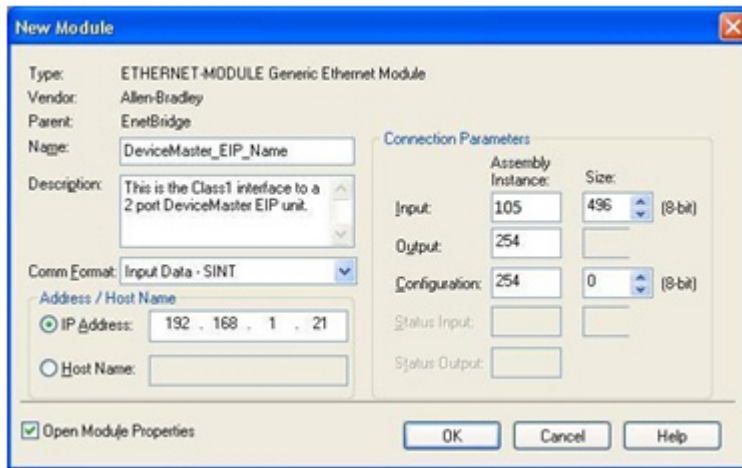 New Module
Type: ETHERNET-MODULE Generic Ethernet Module
Vendor: Allen-Bradley
Parent: EnetBridge
Name: DeviceMaster_EIP_Name
Description: This is the Class1 interface to a
2 port DeviceMaster EIP unit.
Comm Format: Input Data - SINT
Address / Host Name
IP Address: 192 . 168 . 1 . 21
Host Name:
Connection Parameters
Assembly
Instance: Size:
Input: 105 496 (8-bit)
Output: 254
Configuration: 254 0 (8-bit)
Status Input:
Status Output:
Open Module Properties
OK Cancel Help